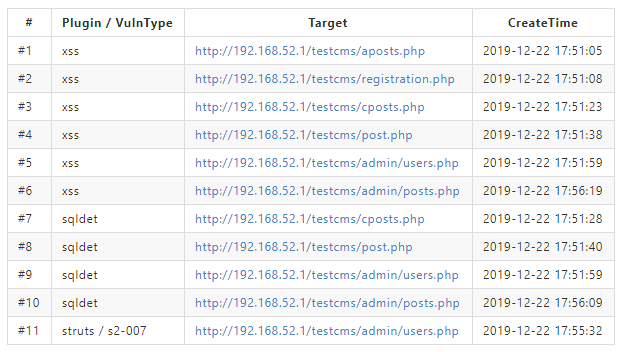 # Plugin / VulnType Target CreateTime
#1 xss http://192.168.52.1/testcms/aposts.php 2019-12-22 17:51:05
#2 xss http://192.168.52.1/testcms/registration.php 2019-12-22 17:51:08
#3 xss http://192.168.52.1/testcms/cposts.php 2019-12-22 17:51:23
#4 xss http://192.168.52.1/testcms/post.php 2019-12-22 17:51:38
#5 xss http://192.168.52.1/testcms/admin/users.php 2019-12-22 17:51:59
#6 xss http://192.168.52.1/testcms/admin/posts.php 2019-12-22 17:56:19
#7 sqldet http://192.168.52.1/testcms/cposts.php 2019-12-22 17:51:28
#8 sqldet http://192.168.52.1/testcms/post.php 2019-12-22 17:51:40
#9 sqldet http://192.168.52.1/testcms/admin/users.php 2019-12-22 17:51:59
#10 sqldet http://192.168.52.1/testcms/admin/posts.php 2019-12-22 17:56:09
#11 struts / s2-007 http://192.168.52.1/testcms/admin/users.php 2019-12-22 17:55:32